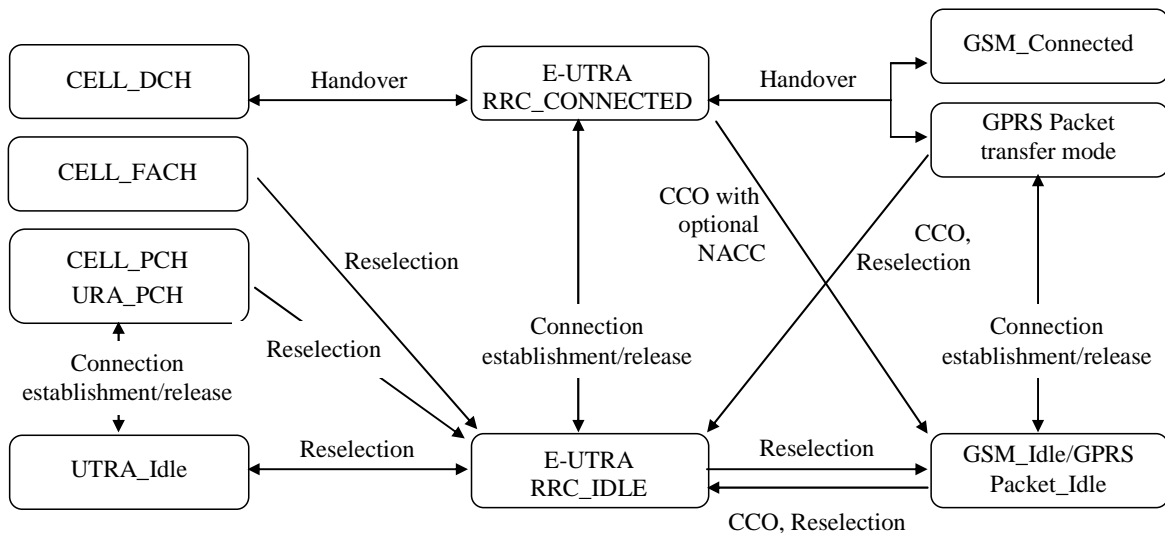 CELL_DCH
Handover
E-UTRA
RRC_CONNECTED
Handover
GSM_Connected
GPRS Packet
transfer mode
CELL_FACH
CELL_PCH
URA_PCH
Reselection
CCO with
optional
NACC
CCO,
Reselection
Connection
establishment/release
Reselection
Connection
establishment/release
Connection
establishment/release
UTRA_Idle
Reselection
E-UTRA
RRC_IDLE
Reselection
CCO, Reselection
GSM_Idle/GPRS
Packet_Idle